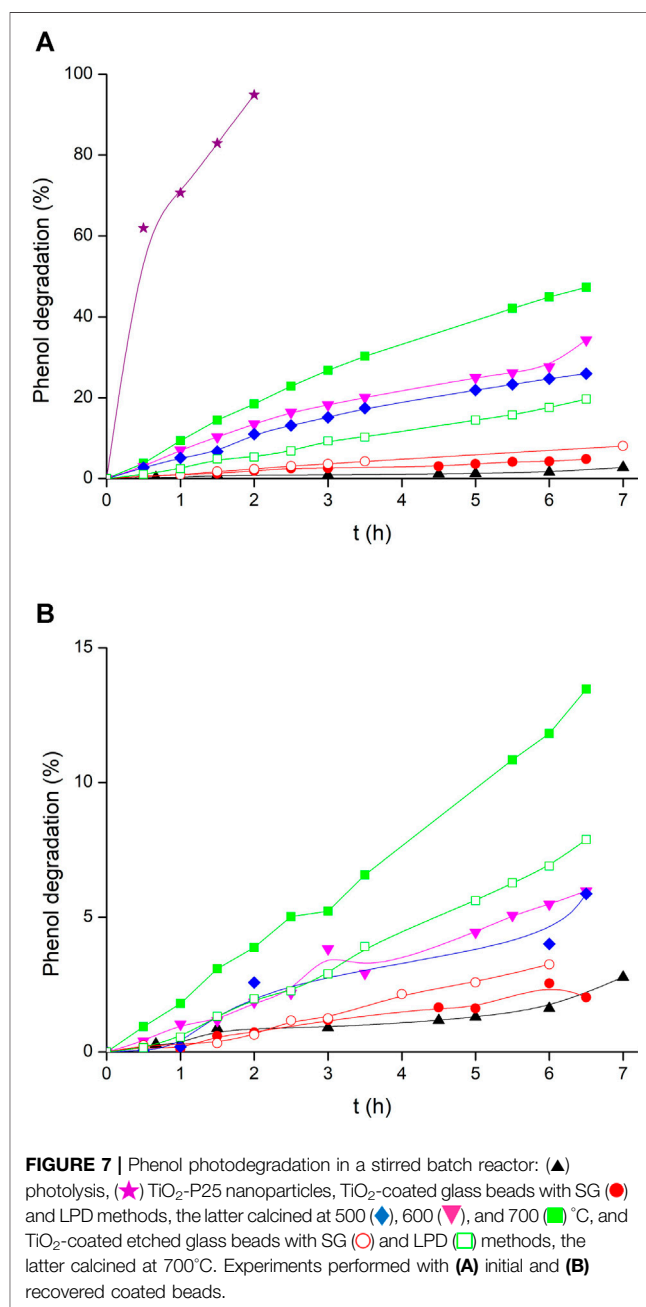 A
Phenol degradation (%)
100
80
60
40
20
0
0 1 2 3 4 5 6 7
t (h)
B
Phenol degradation (%)
15
10
5
0
0 1 2 3 4 5 6 7
t (h)
FIGURE 7 | Phenol photodegradation in a stirred batch reactor: (▲)
photolysis, (★) TiO₂-P25 nanoparticles, TiO₂-coated glass beads with SG (●)
and LPD methods, the latter calcined at 500 (◆), 600 (▼), and 700 (■) °C, and
TiO₂-coated etched glass beads with SG (○) and LPD (□) methods, the
latter calcined at 700°C. Experiments performed with (A) initial and (B)
recovered coated beads.